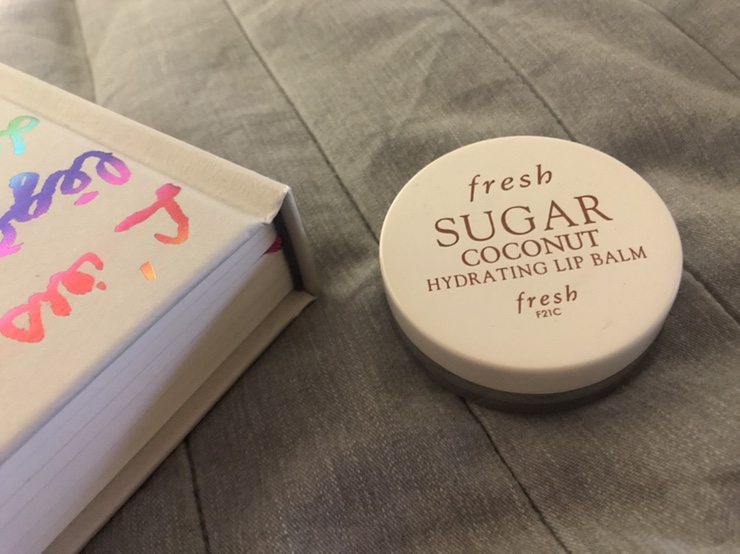 fresh
SUGAR
COCONUT
HYDRATING LIP BALM
fresh
F21C